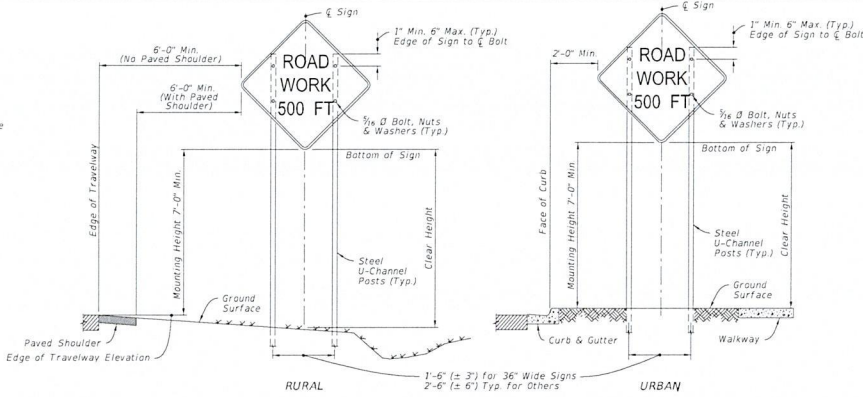 ℄ Sign
1" Min. 6" Max. (Typ.)
Edge of Sign to ℄ Bolt
6'-0" Min.
(No Paved Shoulder)
6'-0" Min.
(With Paved
Shoulder)
ROAD
WORK
500 FT
5/16 Ø Bolt, Nuts
& Washers (Typ.)
Bottom of Sign
Edge of Travelway
Mounting Height 7'-0" Min.
Clear Height
Steel
U-Channel
Posts (Typ.)
Ground
Surface
Paved Shoulder
Edge of Travelway Elevation
RURAL
1'-6" (± 3") for 36" Wide Signs
2'-6" (± 6") Typ. for Others
℄ Sign
1" Min. 6" Max. (Typ.)
Edge of Sign to ℄ Bolt
2'-0" Min.
ROAD
WORK
500 FT
5/16 Ø Bolt, Nuts
& Washers (Typ.)
Bottom of Sign
Face of Curb
Mounting Height 7'-0" Min.
Clear Height
Steel
U-Channel
Posts (Typ.)
Ground
Surface
Curb & Gutter
Walkway
URBAN